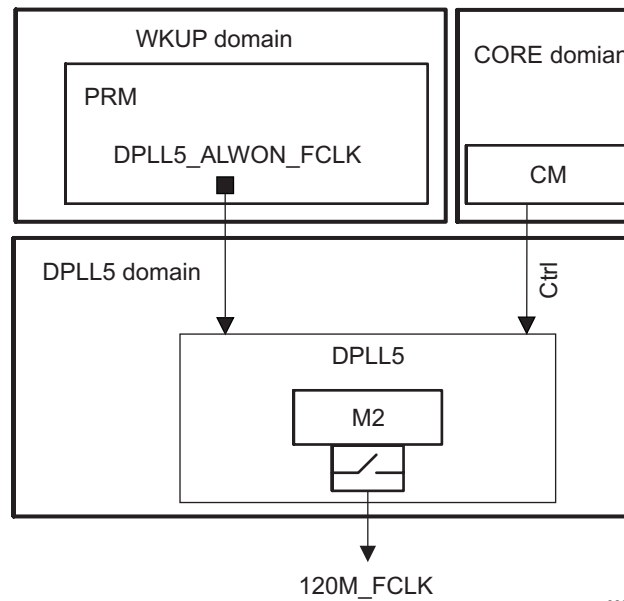 WKUP domain
CORE domian
PRM
DPLL5_ALWON_FCLK
CM
DPLL5 domain
Ctrl
DPLL5
M2
120M_FCLK